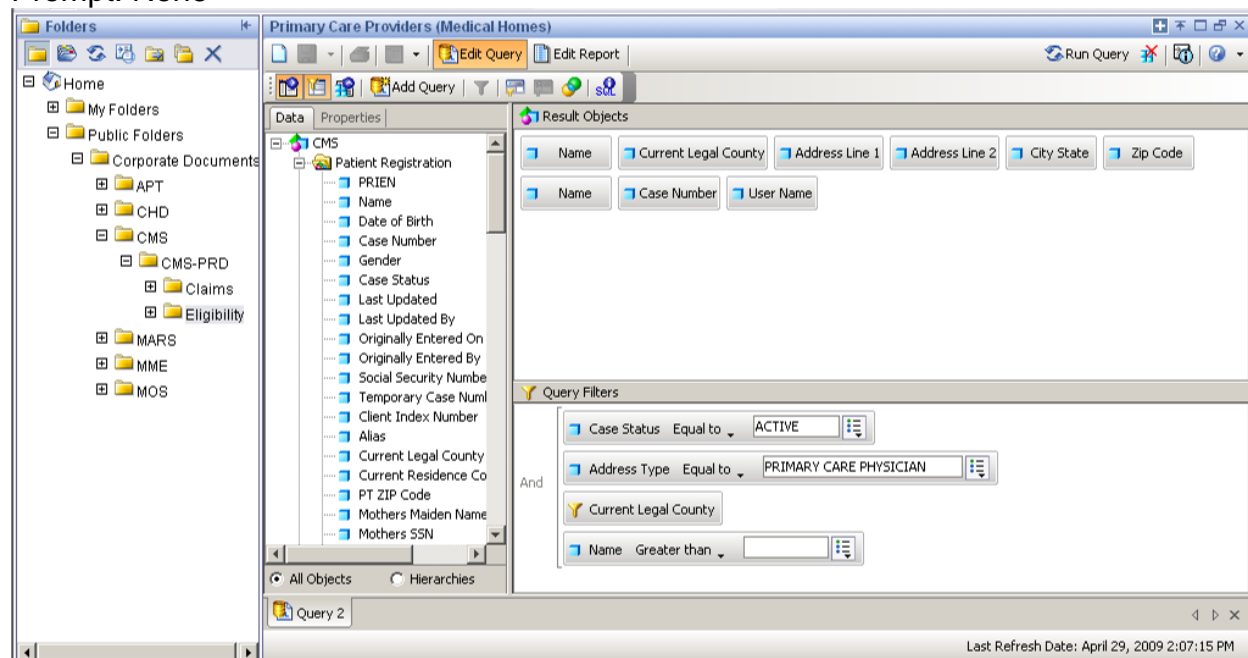 Prompt: None
Folders
Primary Care Providers (Medical Homes)
Edit Query
Edit Report
Run Query
Add Query
SQL
Home
My Folders
Public Folders
Corporate Documents
APT
CHD
CMS
CMS-PRD
Claims
Eligibility
MARS
MME
MOS
Data Properties
CMS
Patient Registration
PRIEN
Name
Date of Birth
Case Number
Gender
Case Status
Last Updated
Last Updated By
Originally Entered On
Originally Entered By
Social Security Numbe
Temporary Case Numl
Client Index Number
Alias
Current Legal County
Current Residence Co
PT ZIP Code
Mothers Maiden Name
Mothers SSN
All Objects Hierarchies
Result Objects
Name Current Legal County Address Line 1 Address Line 2 City State Zip Code
Name Case Number User Name
Query Filters
And
Case Status Equal to ACTIVE
Address Type Equal to PRIMARY CARE PHYSICIAN
Current Legal County
Name Greater than
Query 2
Last Refresh Date: April 29, 2009 2:07:15 PM